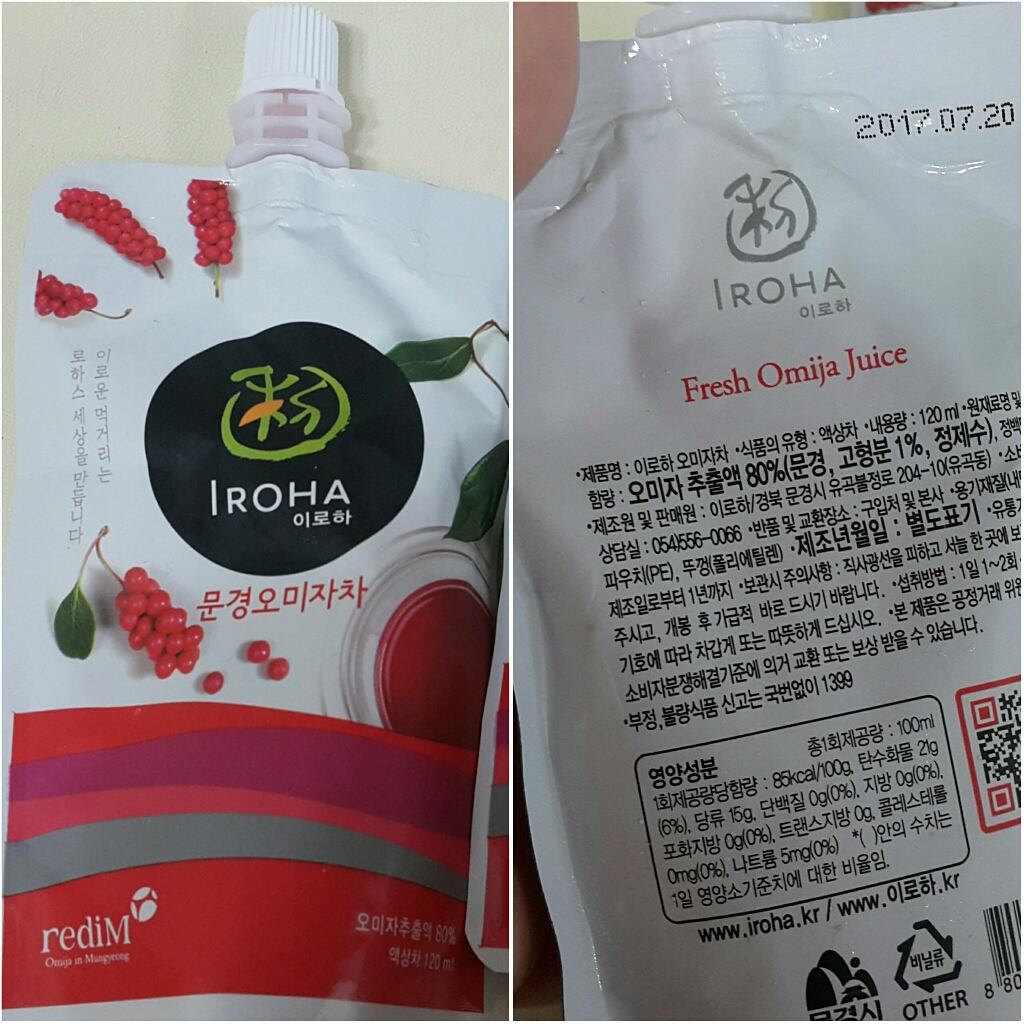 이로운 먹거리는
로하스 세상을 만듭니다.
粉
IROHA
이로하
문경오미자차
rediM
Omija in Mungyeong
오미자추출액 80%
액상차 120 ml
2017.07.20
粉
IROHA
이로하
Fresh Omija Juice
•제품명 : 이로하 오미자차 •식품의 유형 : 액상차 •내용량 : 120 ml •원재료명 및
함량 : 오미자 추출액 80%(문경, 고형분 1%, 정제수), 정백
•제조원 및 판매원 : 이로하/경북 문경시 유곡불정로 204-10(유곡동) •소비
상담실 : 054)556-0066 •반품 및 교환장소 : 구입처 및 본사 •용기재질(내
파우치(PE), 뚜껑(폴리에틸렌) •제조년월일 : 별도표기 •유통기
제조일로부터 1년까지 •보관시 주의사항 : 직사광선을 피하고 서늘 한 곳에 보
주시고, 개봉 후 가급적 바로 드시기 바랍니다. •섭취방법 : 1일 1~2회
기호에 따라 차갑게 또는 따뜻하게 드십시오. •본 제품은 공정거래 위원
소비자분쟁해결기준에 의거 교환 또는 보상 받을 수 있습니다.
•부정,불량식품 신고는 국번없이 1399
영양성분
총1회제공량 : 100ml
1회제공량당함량 : 85kcal/100g, 탄수화물 21g
(6%), 당류 15g, 단백질 0g(0%), 지방 0g(0%),
포화지방 0g(0%), 트랜스지방 0g, 콜레스테롤
0mg(0%), 나트륨 5mg(0%) *( )안의 수치는
1일 영양소기준치에 대한 비율임.
www.iroha.kr / www.이로하.kr
문경시
비닐류
OTHER
8 80